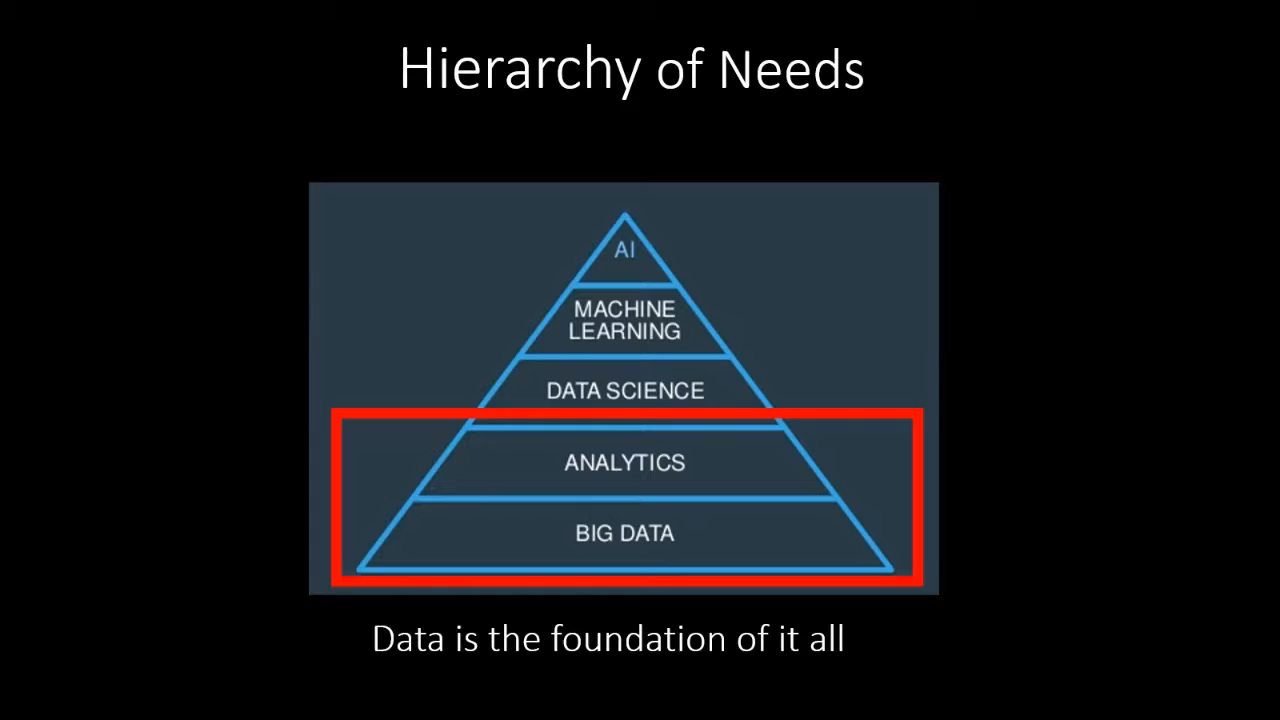 Hierarchy of Needs
AI
MACHINE
LEARNING
DATA SCIENCE
ANALYTICS
BIG DATA
Data is the foundation of it all